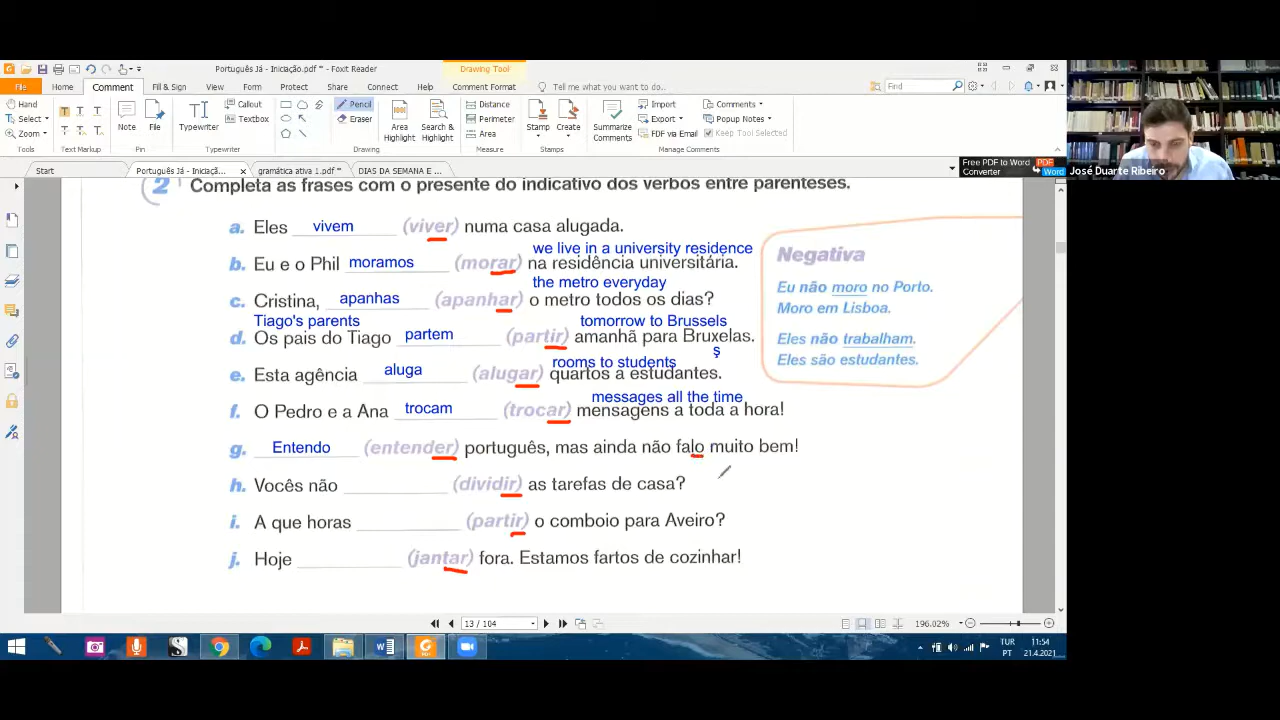 Português Já - Iniciação.pdf * - Foxit Reader
Drawing Tool
File Home Comment Fill & Sign View Form Protect Share Connect Help Comment Format Tell me what you want to do... Find
Hand Callout Pencil Distance Import Comments
Select Textbox Eraser Perimeter Export Popup Notes
Zoom Note File Typewriter Area Highlight Search & Highlight Area Stamp Create Summarize Comments FDF via Email Keep Tool Selected
Tools Text Markup Pin Typewriter Drawing Measure Stamps Manage Comments
Start Português Já - Iniciaçã... gramática ativa 1.pdf * DIAS DA SEMANA E ... Free PDF to Word Converter PDF Word
José Duarte Ribeiro
2 Completa as frases com o presente do indicativo dos verbos entre parênteses.
a. Eles vivem (viver) numa casa alugada.
we live in a university residence
b. Eu e o Phil moramos (morar) na residência universitária.
the metro everyday
c. Cristina, apanhas (apanhar) o metro todos os dias?
Tiago's parents tomorrow to Brussels
d. Os pais do Tiago partem (partir) amanhã para Bruxelas.
ş
rooms to students
e. Esta agência aluga (alugar) quartos a estudantes.
messages all the time
f. O Pedro e a Ana trocam (trocar) mensagens a toda a hora!
g. Entendo (entender) português, mas ainda não falo muito bem!
h. Vocês não (dividir) as tarefas de casa?
i. A que horas (partir) o comboio para Aveiro?
j. Hoje (jantar) fora. Estamos fartos de cozinhar!
Negativa
Eu não moro no Porto.
Moro em Lisboa.
Eles não trabalham.
Eles são estudantes.
13 / 104 196.02%
TUR 11:54
PT 21.4.2021